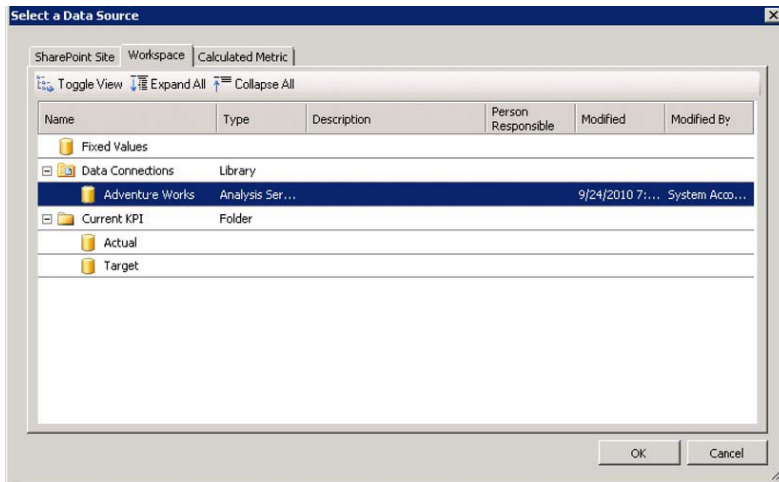 Select a Data Source
SharePoint Site Workspace Calculated Metric
Toggle View Expand All Collapse All
Name Type Description Person Responsible Modified Modified By
Fixed Values
Data Connections Library
Adventure Works Analysis Ser... 9/24/2010 7:... System Acco...
Current KPI Folder
Actual
Target
OK Cancel